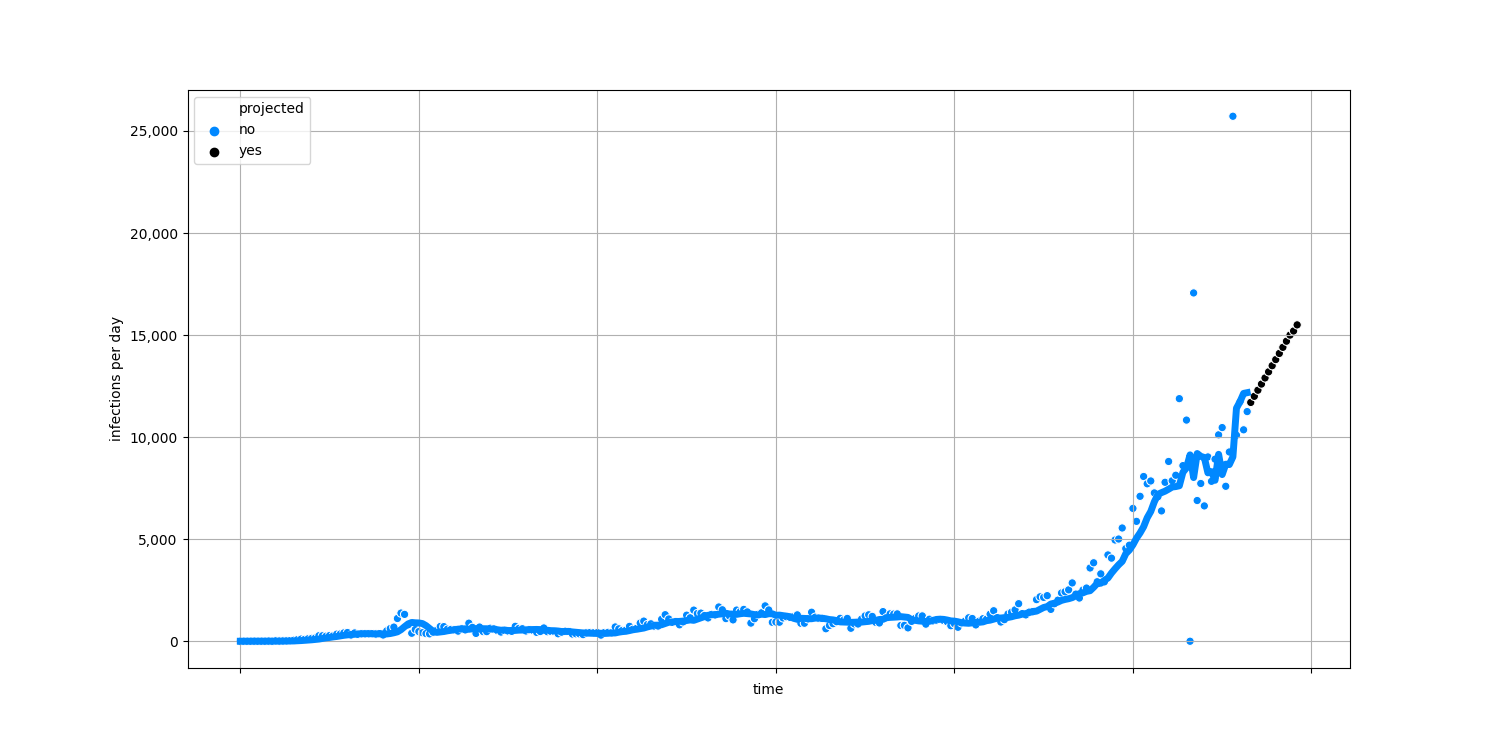 projected
no
yes
25,000
20,000
15,000
10,000
5,000
0
infections per day
time